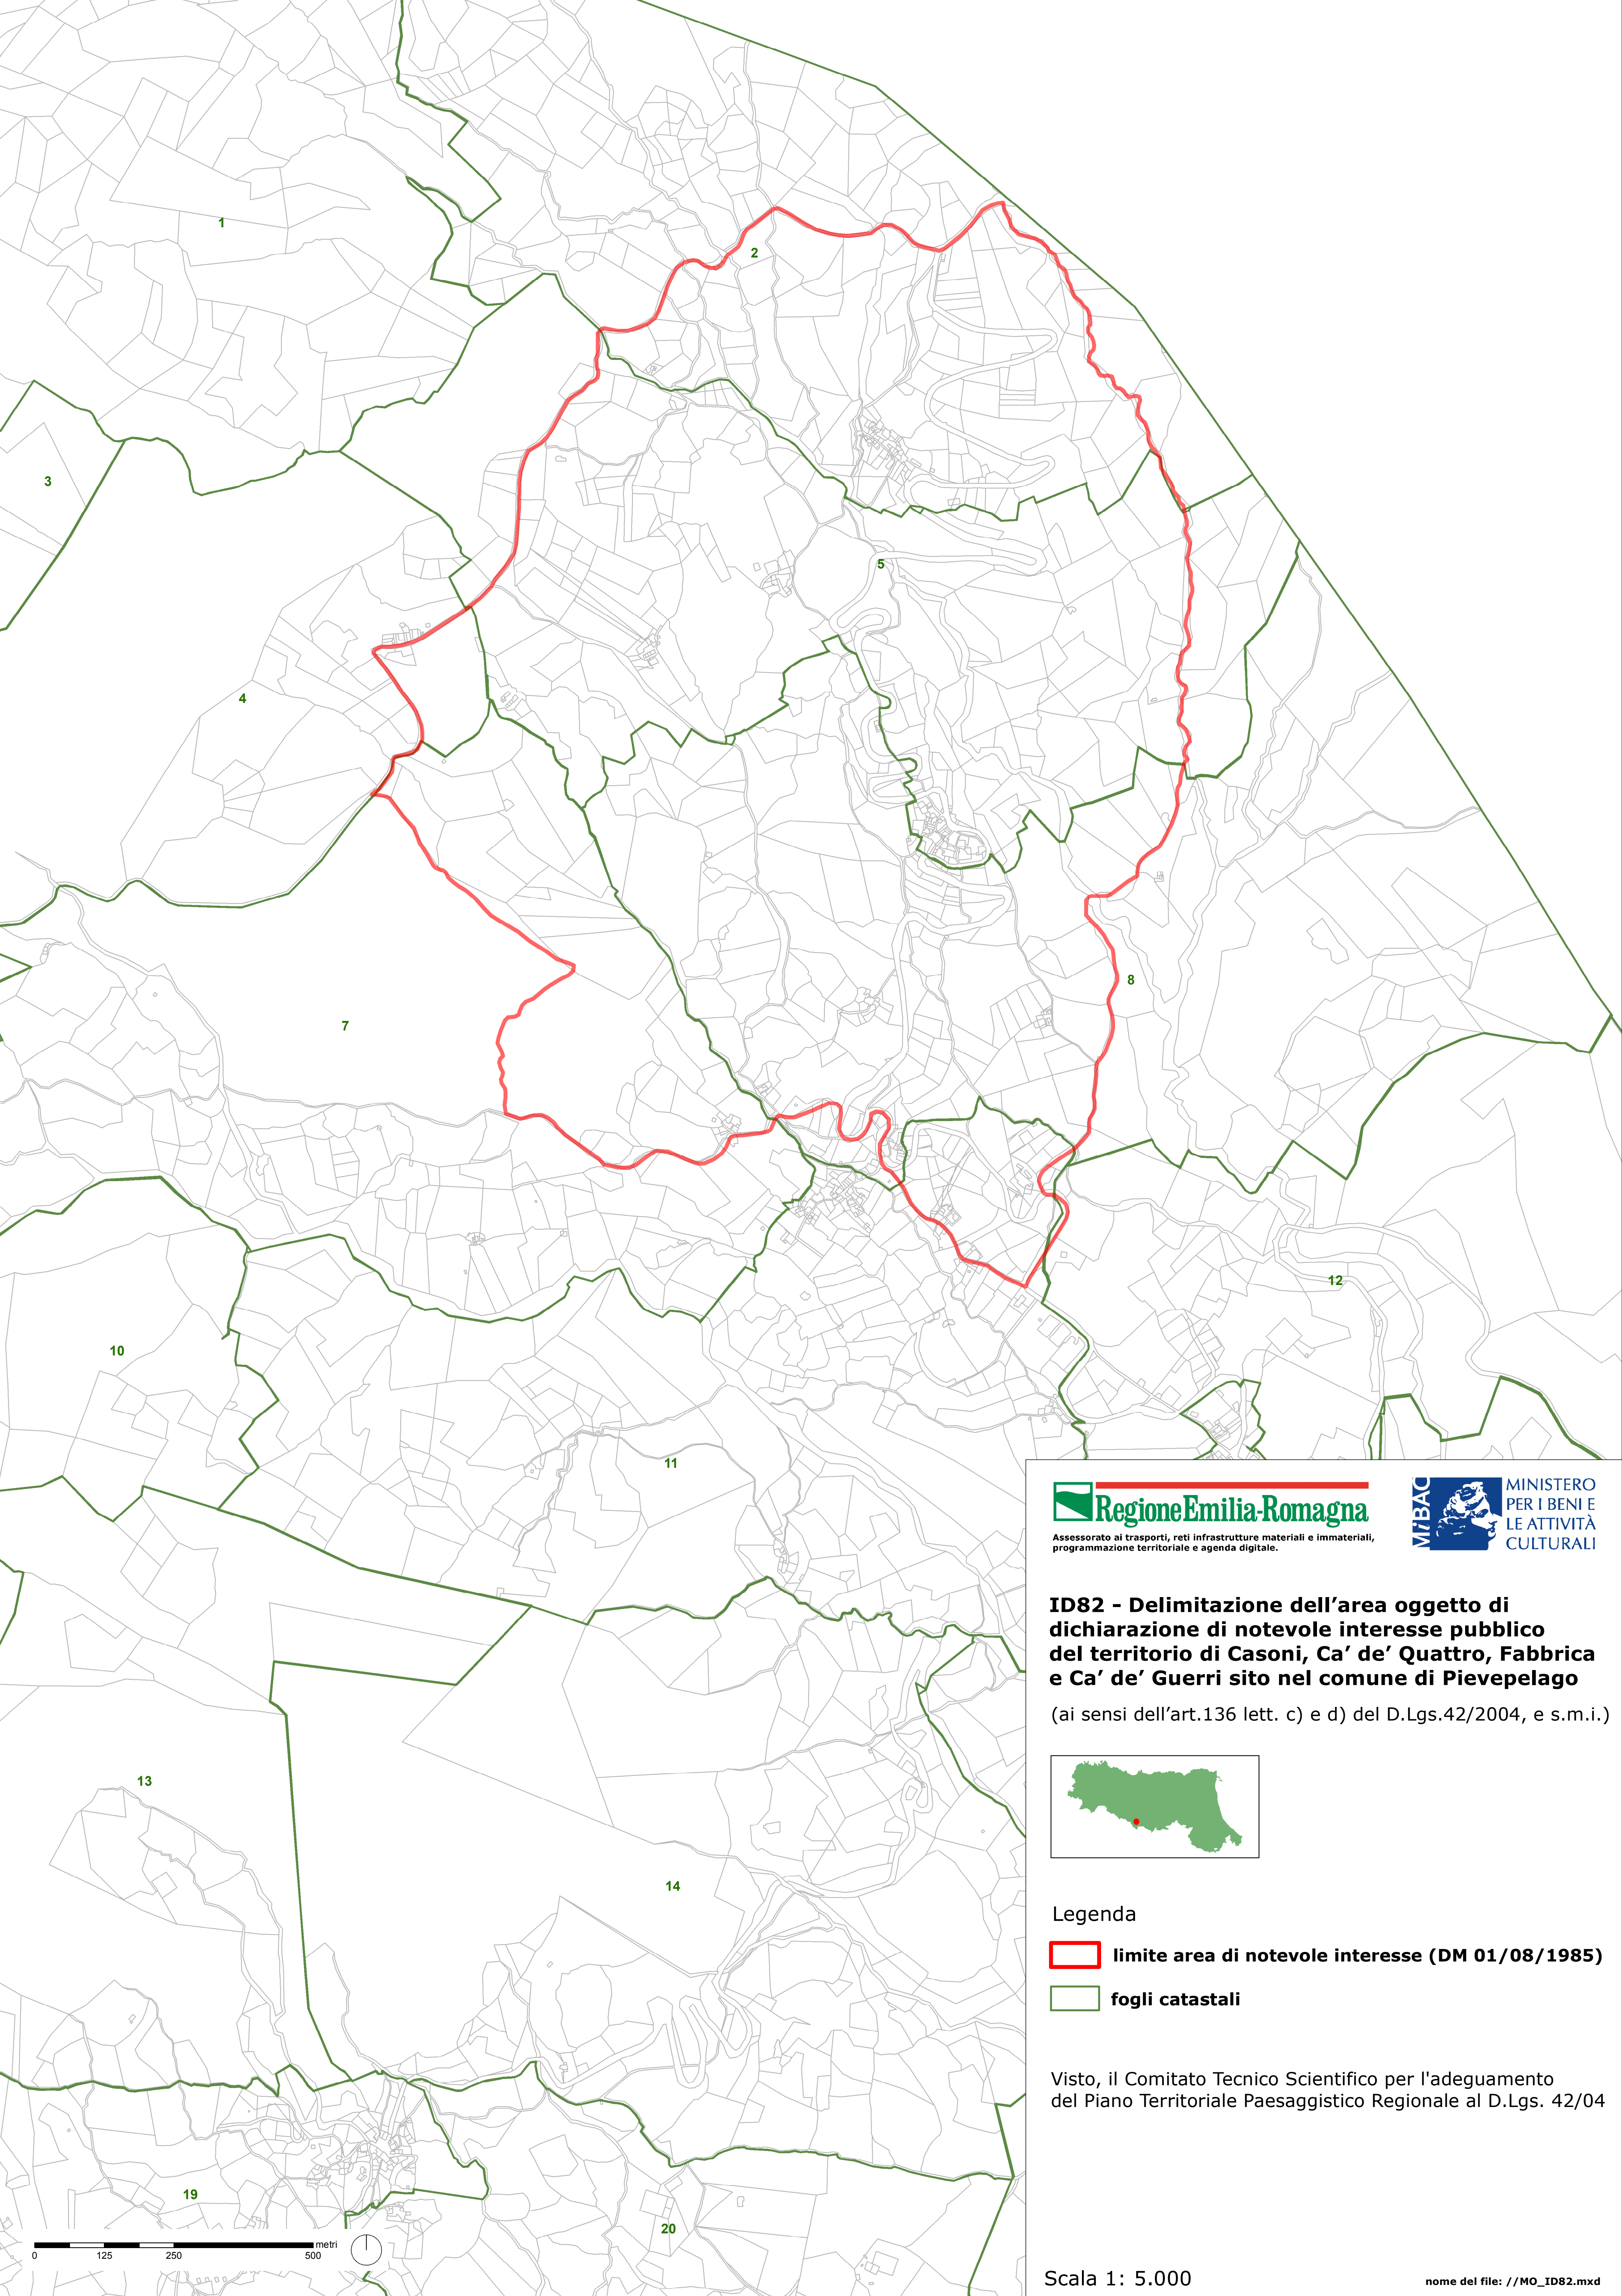 1
2
3
5
4
8
7
12
10
11
13
14
19
20
RegioneEmilia-Romagna
Assessorato ai trasporti, reti infrastrutture materiali e immateriali,
programmazione territoriale e agenda digitale.
MiBAC
MINISTERO
PER I BENI E
LE ATTIVITÀ
CULTURALI
ID82 - Delimitazione dell’area oggetto di
dichiarazione di notevole interesse pubblico
del territorio di Casoni, Ca’ de’ Quattro, Fabbrica
e Ca’ de’ Guerri sito nel comune di Pievepelago
(ai sensi dell’art.136 lett. c) e d) del D.Lgs.42/2004, e s.m.i.)
Legenda
limite area di notevole interesse (DM 01/08/1985)
fogli catastali
Visto, il Comitato Tecnico Scientifico per l'adeguamento
del Piano Territoriale Paesaggistico Regionale al D.Lgs. 42/04
metri
0 125 250 500
Scala 1: 5.000
nome del file: //MO_ID82.mxd